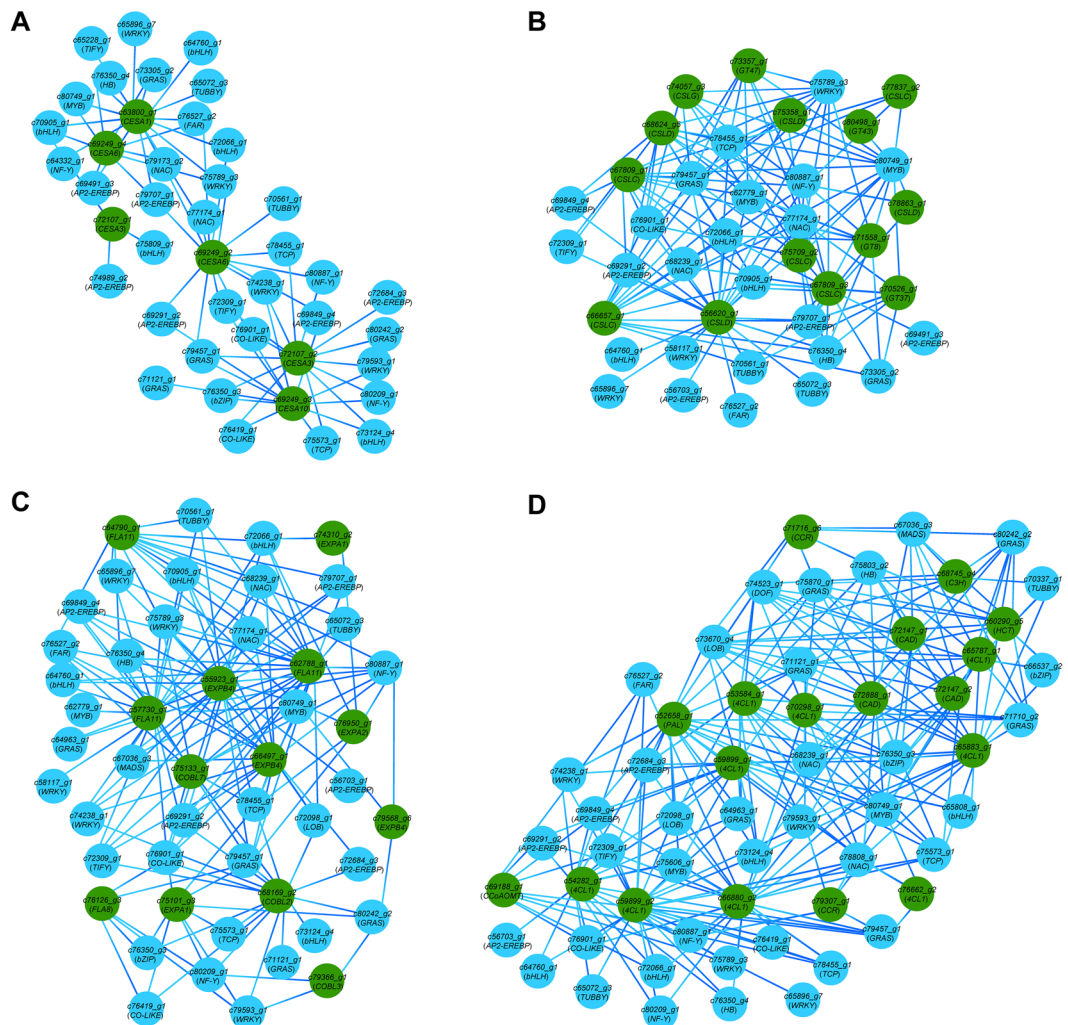 A
c65896_g7
(WRKY)
c65228_g1
(TIFY)
c64760_g1
(bHLH)
c76350_g4
(HB)
c73305_g2
(GRAS)
c65072_g3
(TUBBY)
c80749_g1
(MYB)
c63800_g1
(CESA1)
c76527_g2
(FAR)
c70905_g1
(bHLH)
c69249_g4
(CESA6)
c72066_g1
(bHLH)
c64332_g1
(NF-Y)
c79173_g2
(NAC)
c75789_g3
(WRKY)
c69491_g3
(AP2-EREBP)
c79707_g1
(AP2-EREBP)
c70561_g1
(TUBBY)
c72107_g1
(CESA3)
c77174_g1
(NAC)
c75809_g1
(bHLH)
c69249_g2
(CESA6)
c78455_g1
(TCP)
c74989_g2
(AP2-EREBP)
c74238_g1
(WRKY)
c80887_g1
(NF-Y)
c72309_g1
(TIFY)
c72684_g3
(AP2-EREBP)
c69291_g2
(AP2-EREBP)
c69849_g4
(AP2-EREBP)
c76901_g1
(CO-LIKE)
c80242_g2
(GRAS)
c79457_g1
(GRAS)
c72107_g2
(CESA3)
c79593_g1
(WRKY)
c71121_g1
(GRAS)
c76350_g3
(bZIP)
c69249_g3
(CESA10)
c80209_g1
(NF-Y)
c76419_g1
(CO-LIKE)
c75573_g1
(TCP)
c73124_g4
(bHLH)
B
c73357_g1
(GT47)
c75789_g3
(WRKY)
c74057_g3
(CSLG)
c77837_g2
(CSLC)
c68624_g5
(CSLD)
c75358_g1
(CSLD)
c80498_g1
(GT43)
c78455_g1
(TCP)
c80749_g1
(MYB)
c67809_g1
(CSLC)
c79457_g1
(GRAS)
c80887_g1
(NF-Y)
c62779_g1
(MYB)
c69849_g4
(AP2-EREBP)
c76901_g1
(CO-LIKE)
c78863_g1
(CSLD)
c77174_g1
(NAC)
c72309_g1
(TIFY)
c72066_g1
(bHLH)
c71558_g1
(GT8)
c75709_g2
(CSLC)
c69291_g2
(AP2-EREBP)
c68239_g1
(NAC)
c70905_g1
(bHLH)
c67809_g3
(CSLC)
c70526_g1
(GT37)
c66657_g1
(CSLC)
c56620_g1
(CSLD)
c79707_g1
(AP2-EREBP)
c69491_g3
(AP2-EREBP)
c64760_g1
(bHLH)
c58117_g1
(WRKY)
c70561_g1
(TUBBY)
c76350_g4
(HB)
c73305_g2
(GRAS)
c65896_g7
(WRKY)
c56703_g1
(AP2-EREBP)
c65072_g3
(TUBBY)
c76527_g2
(FAR)
C
c70561_g1
(TUBBY)
c64790_g1
(FLA11)
c72066_g1
(bHLH)
c74310_g2
(EXPA1)
c65896_g7
(WRKY)
c70905_g1
(bHLH)
c68239_g1
(NAC)
c79707_g1
(AP2-EREBP)
c69849_g4
(AP2-EREBP)
c75789_g3
(WRKY)
c65072_g3
(TUBBY)
c77174_g1
(NAC)
c76527_g2
(FAR)
c76350_g4
(HB)
c62788_g1
(FLA11)
c80887_g1
(NF-Y)
c64760_g1
(bHLH)
c55923_g1
(EXPB4)
c62779_g1
(MYB)
c57730_g1
(FLA11)
c80749_g1
(MYB)
c76950_g1
(EXPA2)
c64963_g1
(GRAS)
c67036_g3
(MADS)
c75133_g1
(COBL7)
c66497_g1
(EXPB4)
c58117_g1
(WRKY)
c56703_g1
(AP2-EREBP)
c78455_g1
(TCP)
c74238_g1
(WRKY)
c69291_g2
(AP2-EREBP)
c72098_g1
(LOB)
c79568_g6
(EXPB4)
c72309_g1
(TIFY)
c76901_g1
(CO-LIKE)
c79457_g1
(GRAS)
c72684_g3
(AP2-EREBP)
c76126_g3
(FLA8)
c75101_g3
(EXPA1)
c68169_g2
(COBL2)
c80242_g2
(GRAS)
c75573_g1
(TCP)
c73124_g4
(bHLH)
c76350_g3
(bZIP)
c71121_g1
(GRAS)
c80209_g1
(NF-Y)
c79366_g1
(COBL3)
c76419_g1
(CO-LIKE)
c79593_g1
(WRKY)
D
c71718_g5
(CCR)
c67036_g3
(MADS)
c80242_g2
(GRAS)
c75803_g2
(HB)
c74523_g1
(DOF)
c75870_g1
(GRAS)
c68745_g4
(C3H)
c70337_g1
(TUBBY)
c73670_g4
(LOB)
c72147_g1
(CAD)
c60290_g5
(HCT)
c71121_g1
(GRAS)
c65787_g1
(4CL1)
c76527_g2
(FAR)
c66537_g2
(bZIP)
c53584_g1
(4CL1)
c70298_g1
(4CL1)
c72888_g1
(CAD)
c72147_g2
(CAD)
c52658_g1
(PAL)
c71710_g2
(GRAS)
c65883_g1
(4CL1)
c74238_g1
(WRKY)
c72684_g3
(AP2-EREBP)
c59899_g1
(4CL1)
c68239_g1
(NAC)
c76350_g3
(bZIP)
c69849_g4
(AP2-EREBP)
c72098_g1
(LOB)
c64963_g1
(GRAS)
c79593_g1
(WRKY)
c80749_g1
(MYB)
c65808_g1
(bHLH)
c69291_g2
(AP2-EREBP)
c72309_g1
(TIFY)
c75606_g1
(MYB)
c73124_g4
(bHLH)
c78808_g1
(NAC)
c75573_g1
(TCP)
c69188_g1
(CCoAOMT)
c54282_g1
(4CL1)
c59899_g2
(4CL1)
c66880_g2
(4CL1)
c79307_g1
(CCR)
c76662_g2
(4CL1)
c56703_g1
(AP2-EREBP)
c76901_g1
(CO-LIKE)
c80887_g1
(NF-Y)
c76419_g1
(CO-LIKE)
c79457_g1
(GRAS)
c64760_g1
(bHLH)
c72066_g1
(bHLH)
c75789_g3
(WRKY)
c78455_g1
(TCP)
c65072_g3
(TUBBY)
c80209_g1
(NF-Y)
c76350_g4
(HB)
c65896_g7
(WRKY)